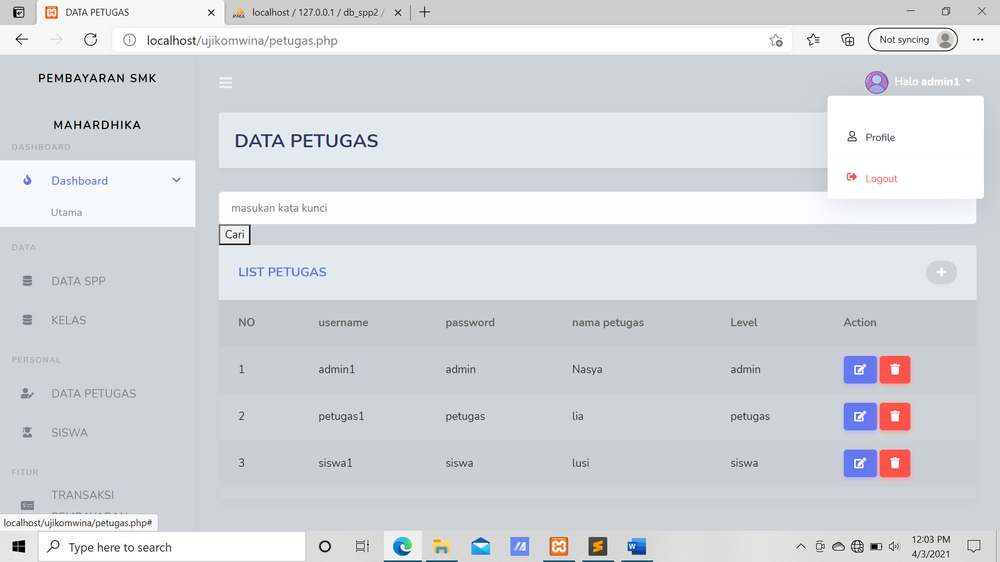 DATA PETUGAS
PMA
localhost / 127.0.0.1 / db_spp2 /
localhost/ujikomwina/petugas.php
Not syncing
PEMBAYARAN SMK
MAHARDHIKA
DASHBOARD
Dashboard
Utama
DATA
DATA SPP
KELAS
PERSONAL
DATA PETUGAS
SISWA
FITUR
TRANSAKSI
PEMBAYARAN
localhost/ujikomwina/petugas.php#
Halo admin1
Profile
Logout
DATA PETUGAS
masukan kata kunci
Cari
LIST PETUGAS
NO username password nama petugas Level Action
1 admin1 admin Nasya admin
2 petugas1 petugas lia petugas
3 siswa1 siswa lusi siswa
Type here to search
12:03 PM
4/3/2021